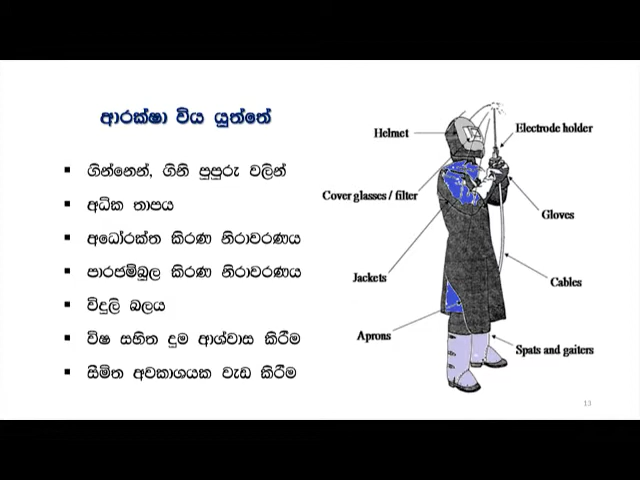 ආරක්ෂා විය යුත්තේ
▪ ගින්නෙන්, ගිනි පුපුරු වලින්
▪ අධික තාපය
▪ අධෝරක්ත කිරණ නිරාවරණය
▪ පාරජම්බුල කිරණ නිරාවරණය
▪ විදුලි බලය
▪ විෂ සහිත දුම ආශ්වාස කිරීම
▪ සීමිත අවකාශයක වැඩ කිරීම
Helmet
Electrode holder
Cover glasses / filter
Gloves
Jackets
Cables
Aprons
Spats and gaiters
13